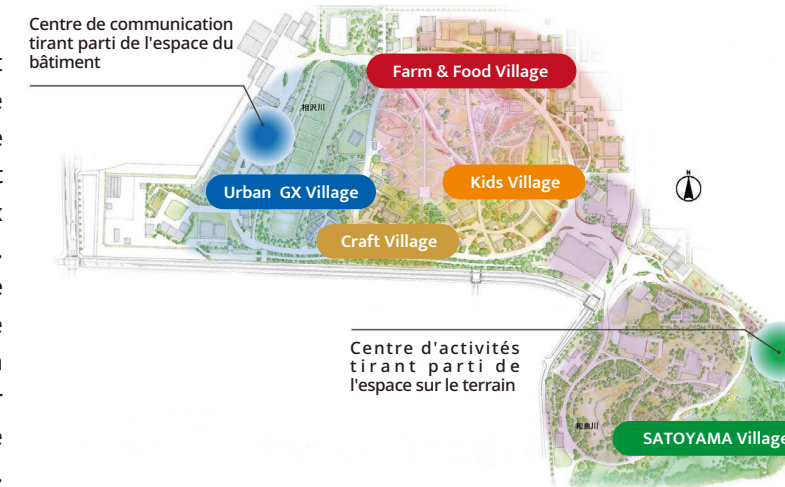 Centre de communication
tirant parti de l'espace du
bâtiment
Farm & Food Village
相沢川
Kids Village
Urban GX Village
N
Craft Village
Centre d'activités
tirant parti de
l'espace sur le terrain
和泉川
SATOYAMA Village